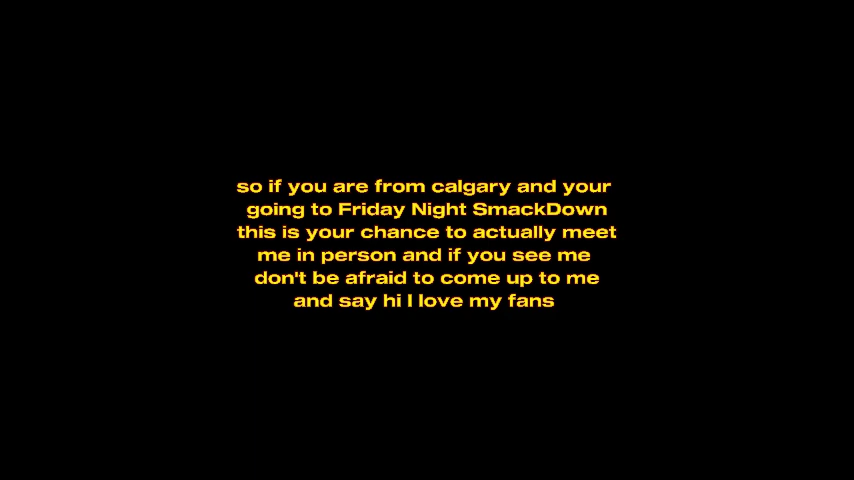 so if you are from calgary and your
going to Friday Night SmackDown
this is your chance to actually meet
me in person and if you see me
don't be afraid to come up to me
and say hi I love my fans